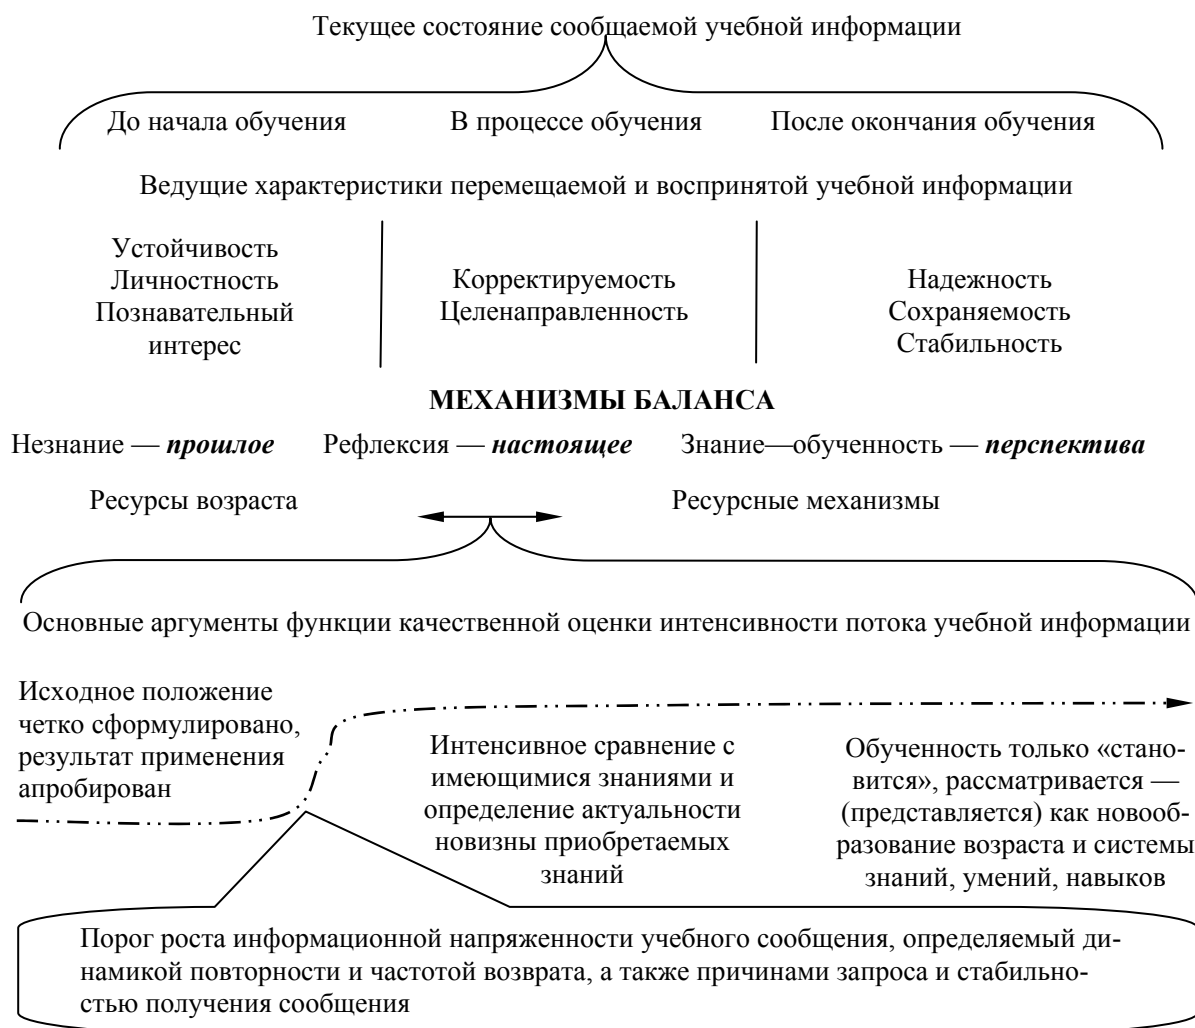 Текущее состояние сообщаемой учебной информации
До начала обучения В процессе обучения После окончания обучения
Ведущие характеристики перемещаемой и воспринятой учебной информации
Устойчивость
Личностность
Познавательный
интерес
Корректируемость
Целенаправленность
Надежность
Сохраняемость
Стабильность
МЕХАНИЗМЫ БАЛАНСА
Незнание — прошлое Рефлексия — настоящее Знание—обученность — перспектива
Ресурсы возраста Ресурсные механизмы
Основные аргументы функции качественной оценки интенсивности потока учебной информации
Исходное положение
четко сформулировано,
результат применения
апробирован
Интенсивное сравнение с
имеющимися знаниями и
определение актуальности
новизны приобретаемых
знаний
Обученность только «стано-
вится», рассматривается —
(представляется) как новооб-
разование возраста и системы
знаний, умений, навыков
Порог роста информационной напряженности учебного сообщения, определяемый ди-
намикой повторности и частотой возврата, а также причинами запроса и стабильно-
стью получения сообщения